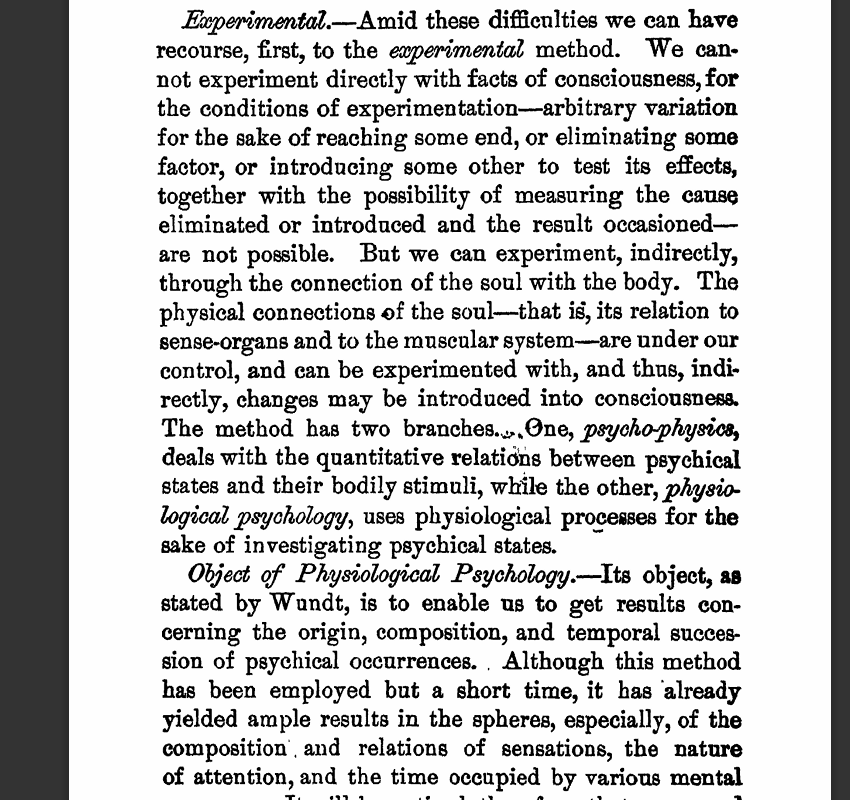 Experimental.—Amid these difficulties we can have
recourse, first, to the experimental method. We can-
not experiment directly with facts of consciousness, for
the conditions of experimentation—arbitrary variation
for the sake of reaching some end, or eliminating some
factor, or introducing some other to test its effects,
together with the possibility of measuring the cause
eliminated or introduced and the result occasioned—
are not possible. But we can experiment, indirectly,
through the connection of the soul with the body. The
physical connections of the soul—that is, its relation to
sense-organs and to the muscular system—are under our
control, and can be experimented with, and thus, indi-
rectly, changes may be introduced into consciousness.
The method has two branches. One, psycho-physics,
deals with the quantitative relations between psychical
states and their bodily stimuli, while the other, physio-
logical psychology, uses physiological processes for the
sake of investigating psychical states.
Object of Physiological Psychology.—Its object, as
stated by Wundt, is to enable us to get results con-
cerning the origin, composition, and temporal succes-
sion of psychical occurrences. Although this method
has been employed but a short time, it has already
yielded ample results in the spheres, especially, of the
composition and relations of sensations, the nature
of attention, and the time occupied by various mental